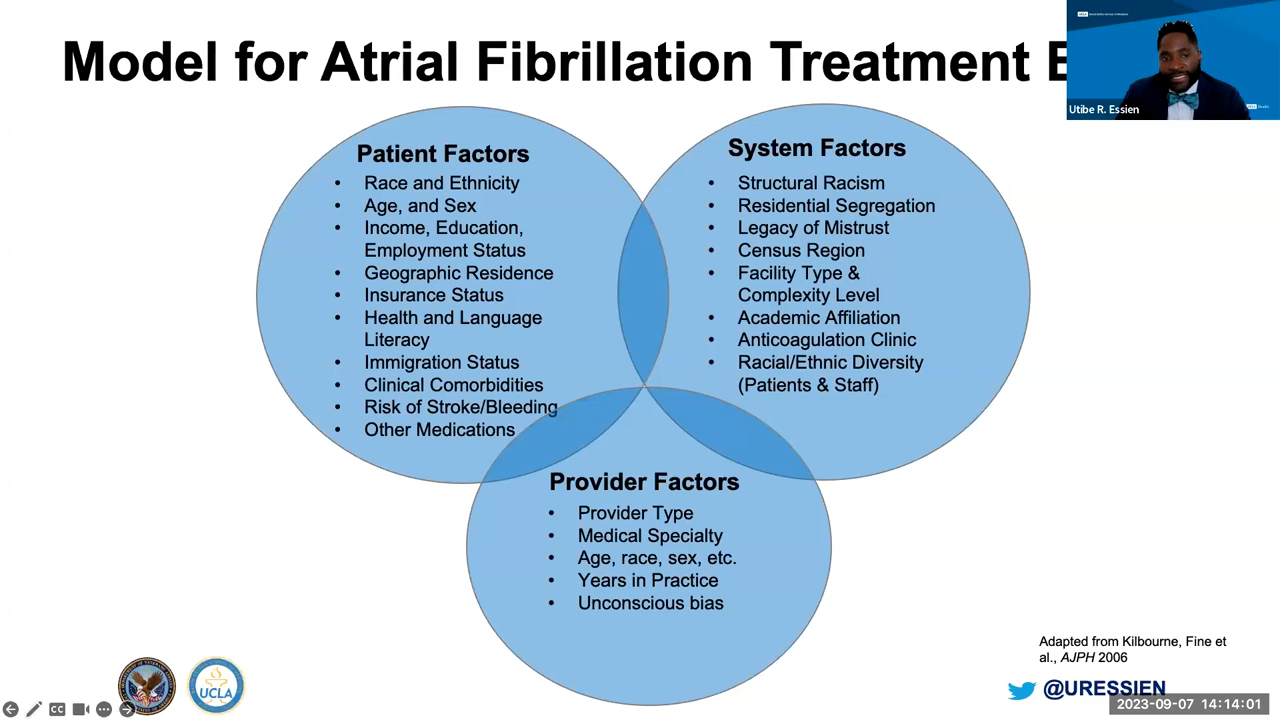 Model for Atrial Fibrillation Treatment E
Utibe R. Essien
Patient Factors
• Race and Ethnicity
• Age, and Sex
• Income, Education,
Employment Status
• Geographic Residence
• Insurance Status
• Health and Language
Literacy
• Immigration Status
• Clinical Comorbidities
• Risk of Stroke/Bleeding
• Other Medications
System Factors
• Structural Racism
• Residential Segregation
• Legacy of Mistrust
• Census Region
• Facility Type &
Complexity Level
• Academic Affiliation
• Anticoagulation Clinic
• Racial/Ethnic Diversity
(Patients & Staff)
Provider Factors
• Provider Type
• Medical Specialty
• Age, race, sex, etc.
• Years in Practice
• Unconscious bias
Adapted from Kilbourne, Fine et
al., AJPH 2006
@URESSIEN
UCLA
CC
2023-09-07 14:14:01